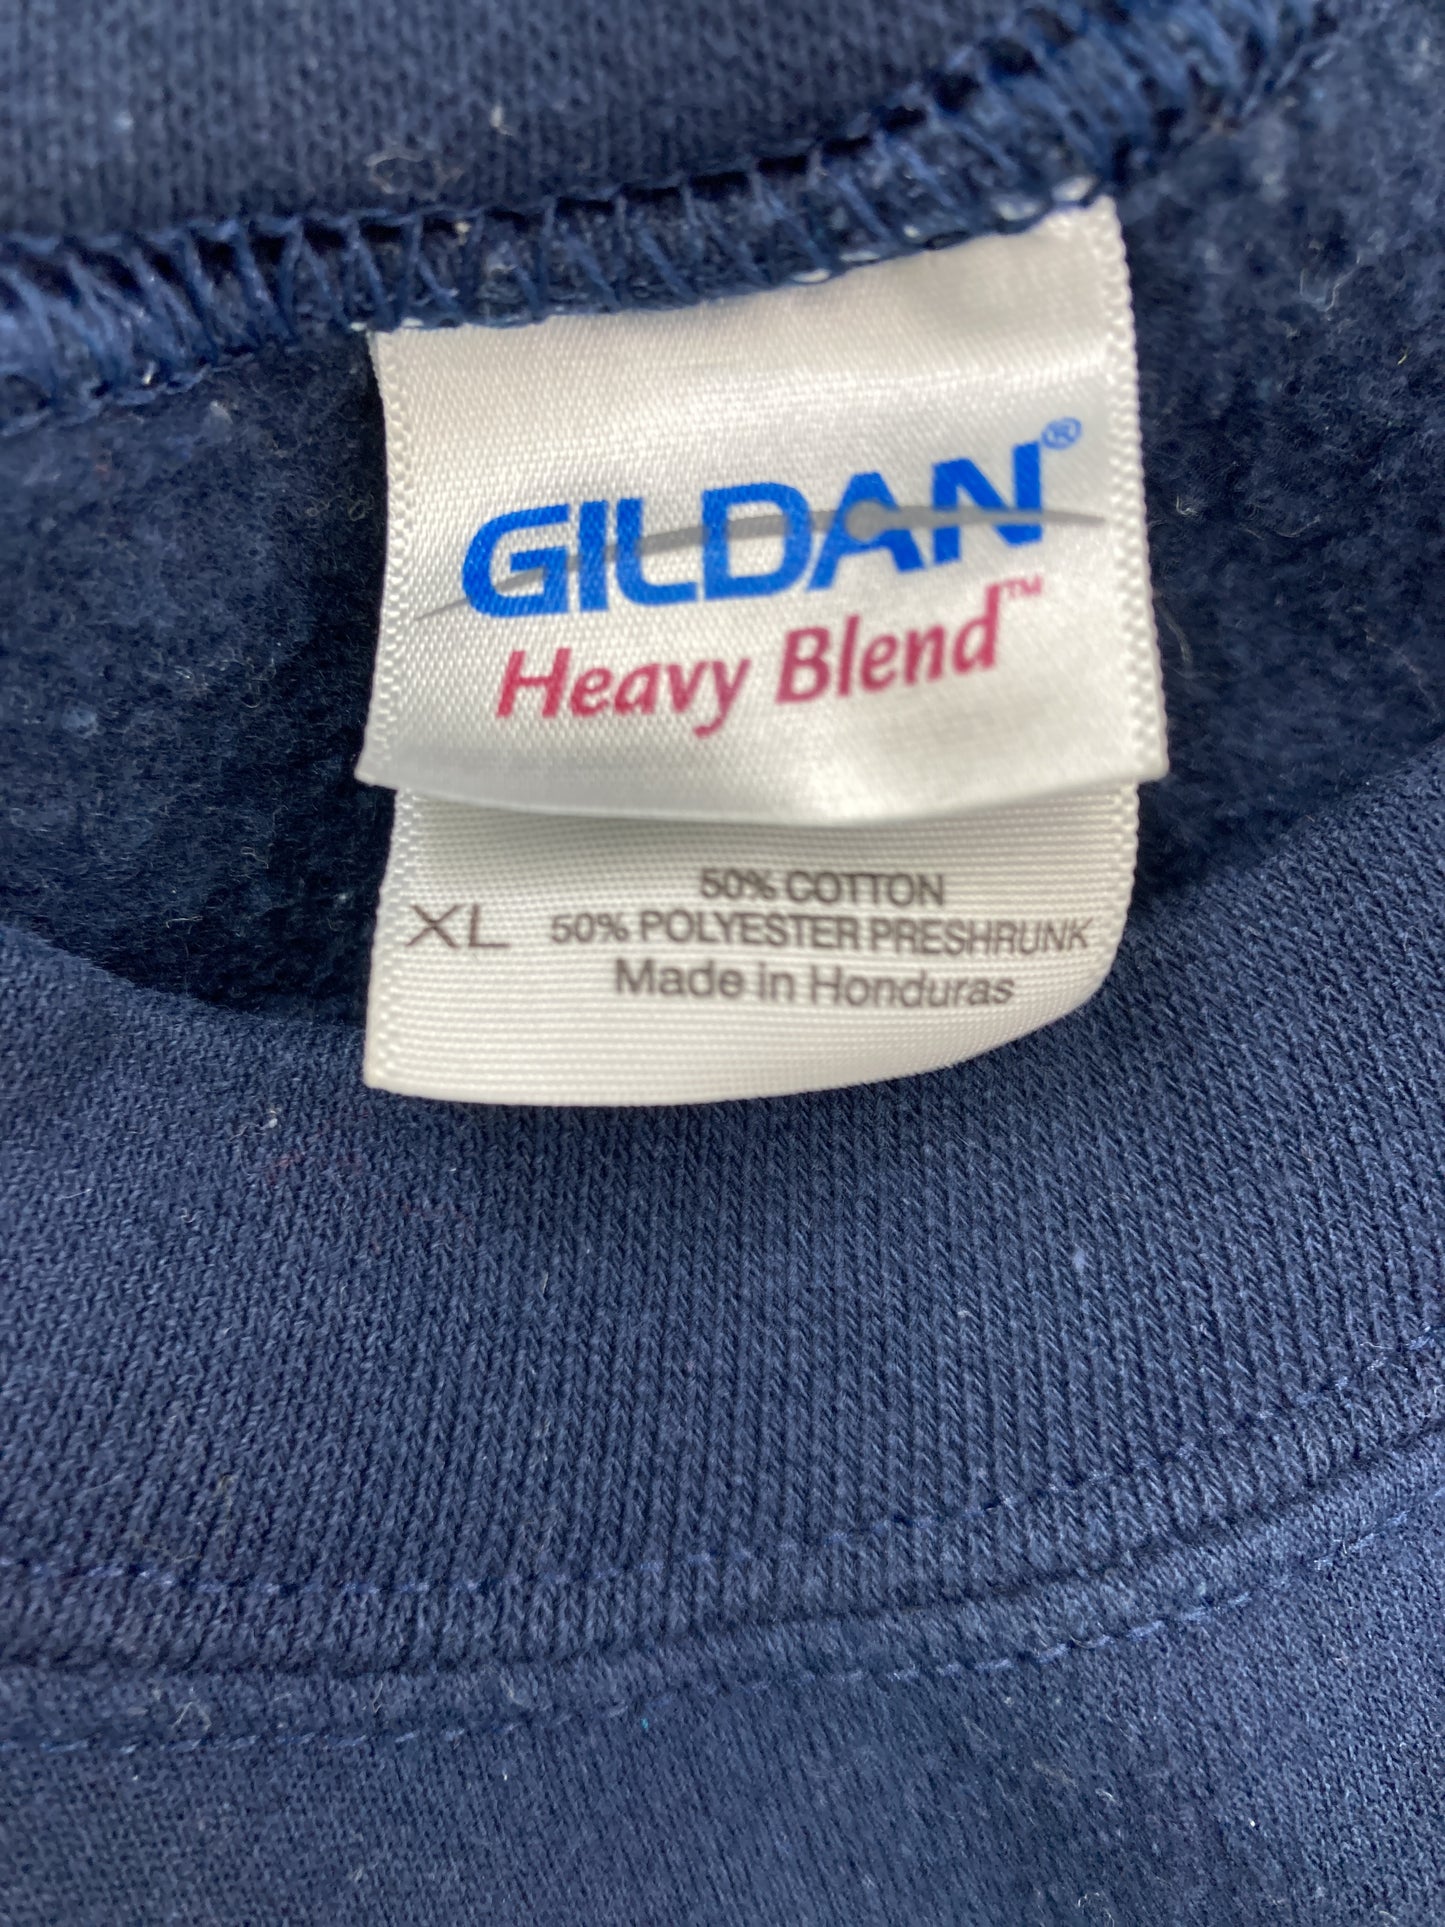 GILDAN®
Heavy Blend™
50% COTTON
XL 50% POLYESTER PRESHRUNK
Made in Honduras